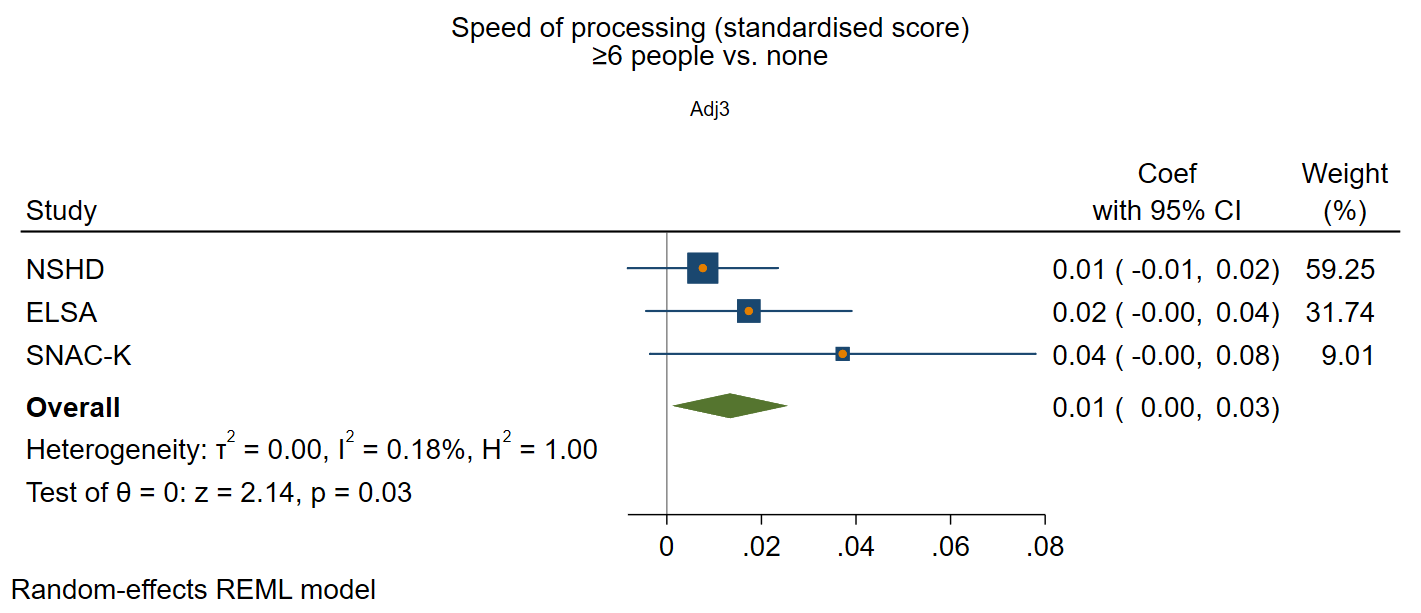 Speed of processing (standardised score)
≥6 people vs. none
Adj3
Coef Weight
Study with 95% CI (%)
NSHD 0.01 ( -0.01, 0.02) 59.25
ELSA 0.02 ( -0.00, 0.04) 31.74
SNAC-K 0.04 ( -0.00, 0.08) 9.01
Overall 0.01 ( 0.00, 0.03)
Heterogeneity: τ² = 0.00, I² = 0.18%, H² = 1.00
Test of θ = 0: z = 2.14, p = 0.03
0 .02 .04 .06 .08
Random-effects REML model